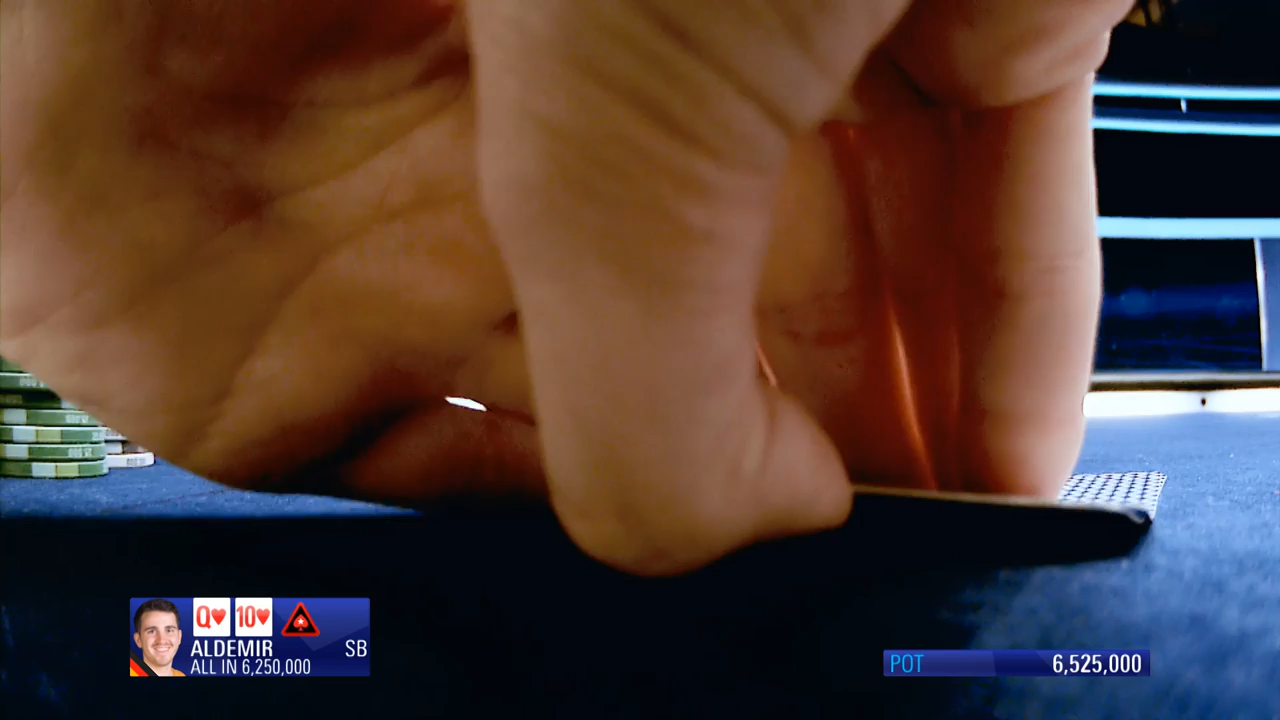 Q♥ 10♥
ALDEMIR SB
ALL IN 6,250,000
POT 6,525,000